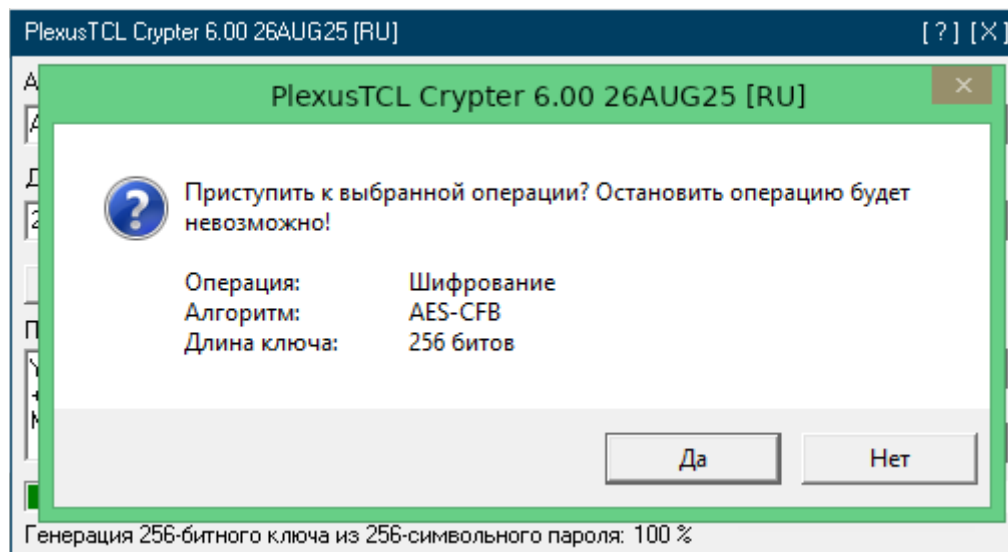 PlexusTCL Crypter 6.00 26AUG25 [RU] [ ? ] [X]
PlexusTCL Crypter 6.00 26AUG25 [RU]
Приступить к выбранной операции? Остановить операцию будет
невозможно!
Операция: Шифрование
Алгоритм: AES-CFB
Длина ключа: 256 битов
Да Нет
Генерация 256-битного ключа из 256-символьного пароля: 100 %